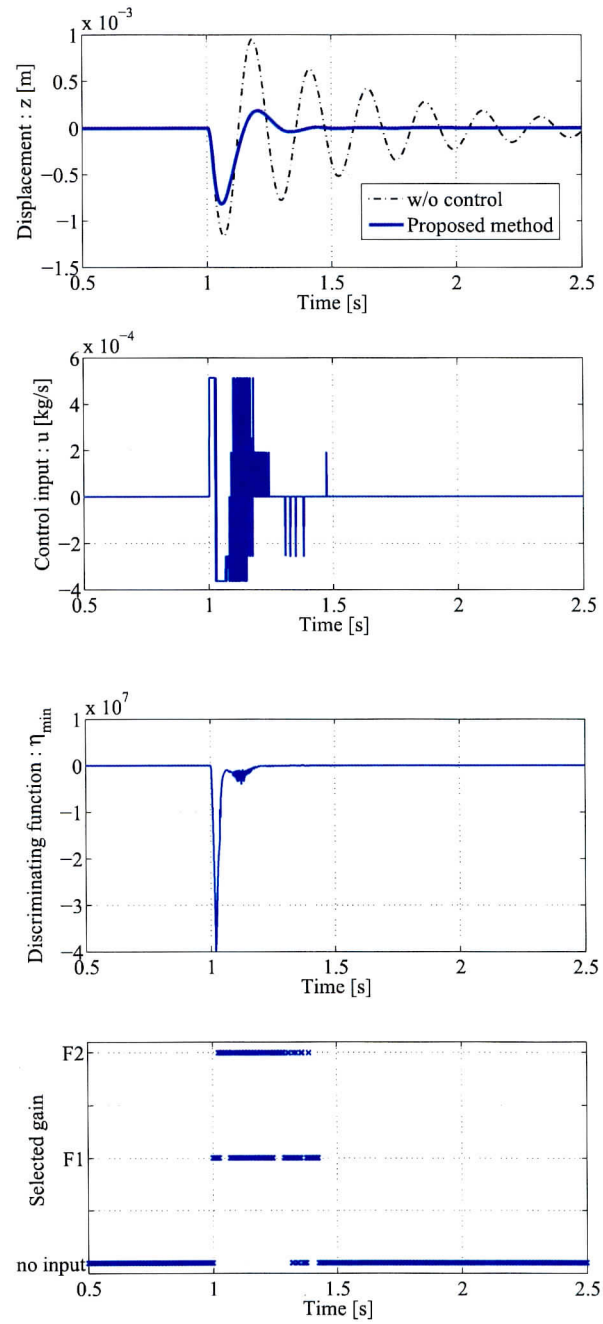 x 10⁻³
1
0.5
0
−0.5
−1
−1.5
Displacement : z [m]
w/o control
Proposed method
0.5 1 1.5 2 2.5
Time [s]
x 10⁻⁴
6
4
2
0
−2
−4
Control input : u [kg/s]
0.5 1 1.5 2 2.5
Time [s]
x 10⁷
1
0
−1
−2
−3
−4
Discriminating function : η_min
0.5 1 1.5 2 2.5
Time [s]
F2
F1
no input
Selected gain
0.5 1 1.5 2 2.5
Time [s]